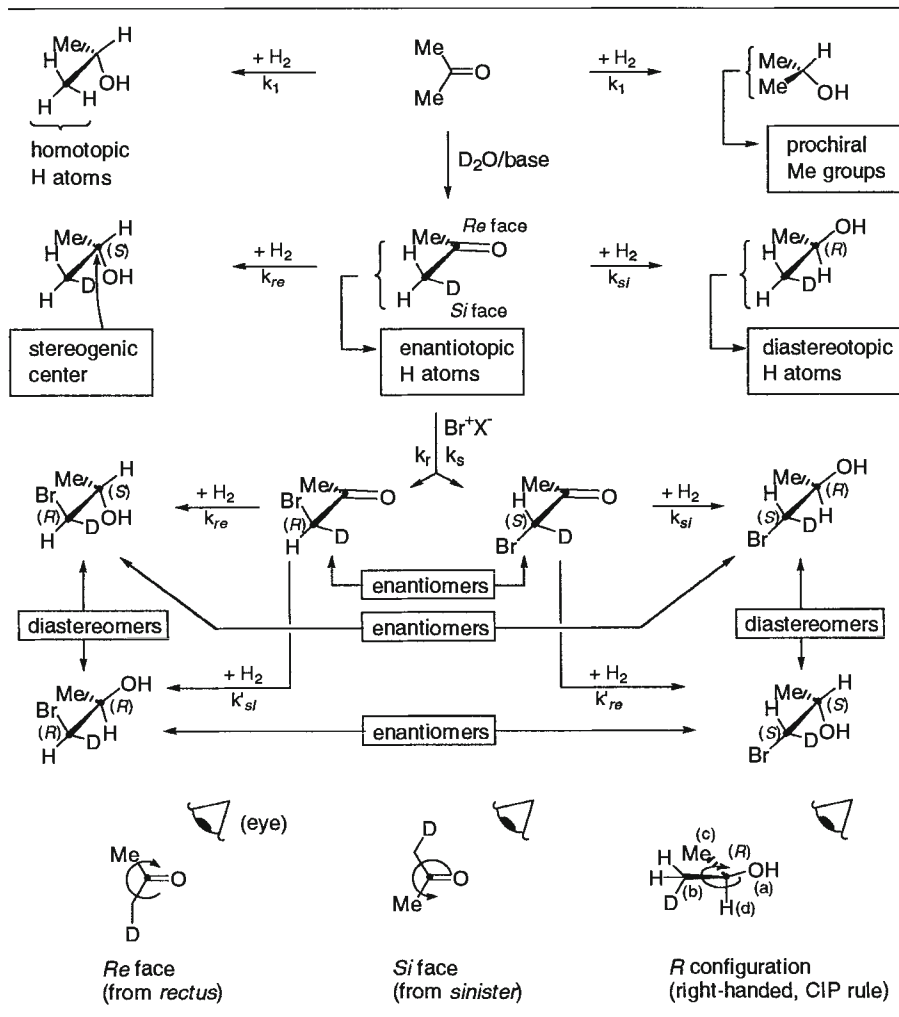 Me H
H OH
H H
+ H2
k1
Me
O
Me
+ H2
k1
Me
Me OH
homotopic
H atoms
D2O/base
prochiral
Me groups
Me H
H (S)
OH
H D
+ H2
kre
Re face
Me
H O
H D
Si face
+ H2
ksi
Me OH
H (R)
H D H
stereogenic
center
enantiotopic
H atoms
diastereotopic
H atoms
Br+X-
kr ks
Me H
Br (S)
(R) D OH
H
+ H2
kre
Me
Br O
(R) D
H
Me
H O
(S) D
Br
+ H2
ksi
Me OH
H (R)
(S) D H
Br
enantiomers
diastereomers
enantiomers
diastereomers
Me OH
Br (R)
(R) D H
H
+ H2
k'si
+ H2
k're
Me H
H (S)
(S) D OH
Br
enantiomers
(eye)
Me
O
D
D
O
Me
(c)
Me (R) OH
H
H (b) (a)
D H(d)
Re face
(from rectus)
Si face
(from sinister)
R configuration
(right-handed, CIP rule)